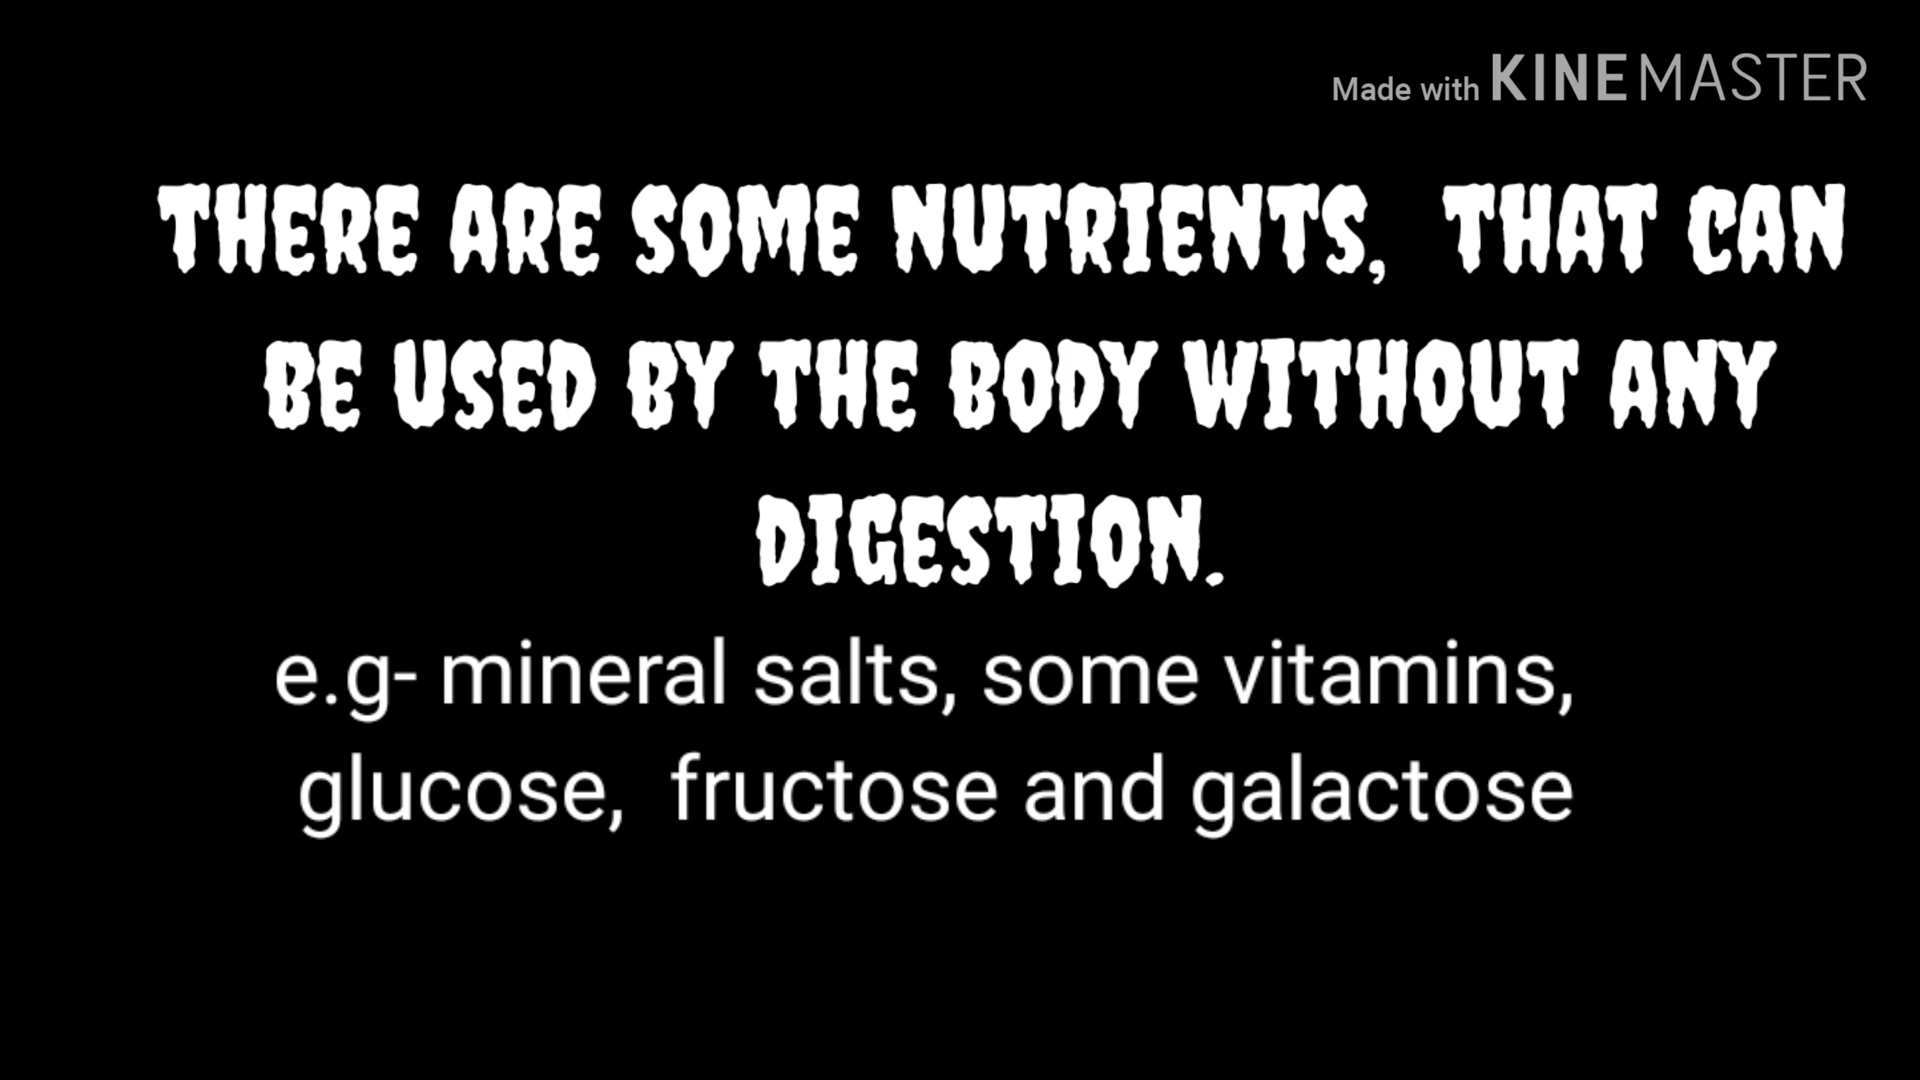 Made with KINEMASTER
THERE ARE SOME NUTRIENTS, THAT CAN
BE USED BY THE BODY WITHOUT ANY
DIGESTION.
e.g- mineral salts, some vitamins,
glucose, fructose and galactose